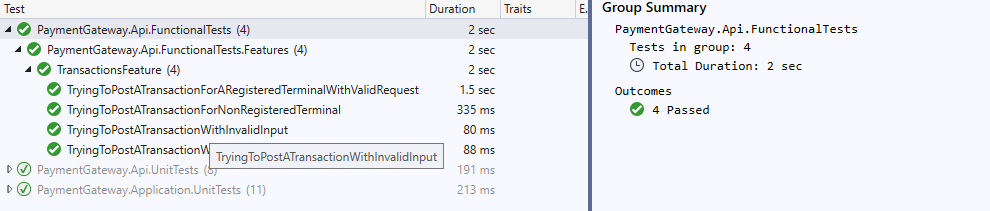 Test Duration Traits E.
PaymentGateway.Api.FunctionalTests (4) 2 sec
PaymentGateway.Api.FunctionalTests.Features (4) 2 sec
TransactionsFeature (4) 2 sec
TryingToPostATransactionForARegisteredTerminalWithValidRequest 1.5 sec
TryingToPostATransactionForNonRegisteredTerminal 335 ms
TryingToPostATransactionWithInvalidInput 80 ms
TryingToPostATransactionW 88 ms
TryingToPostATransactionWithInvalidInput
PaymentGateway.Api.UnitTests (8) 191 ms
PaymentGateway.Application.UnitTests (11) 213 ms
Group Summary
PaymentGateway.Api.FunctionalTests
Tests in group: 4
Total Duration: 2 sec
Outcomes
4 Passed